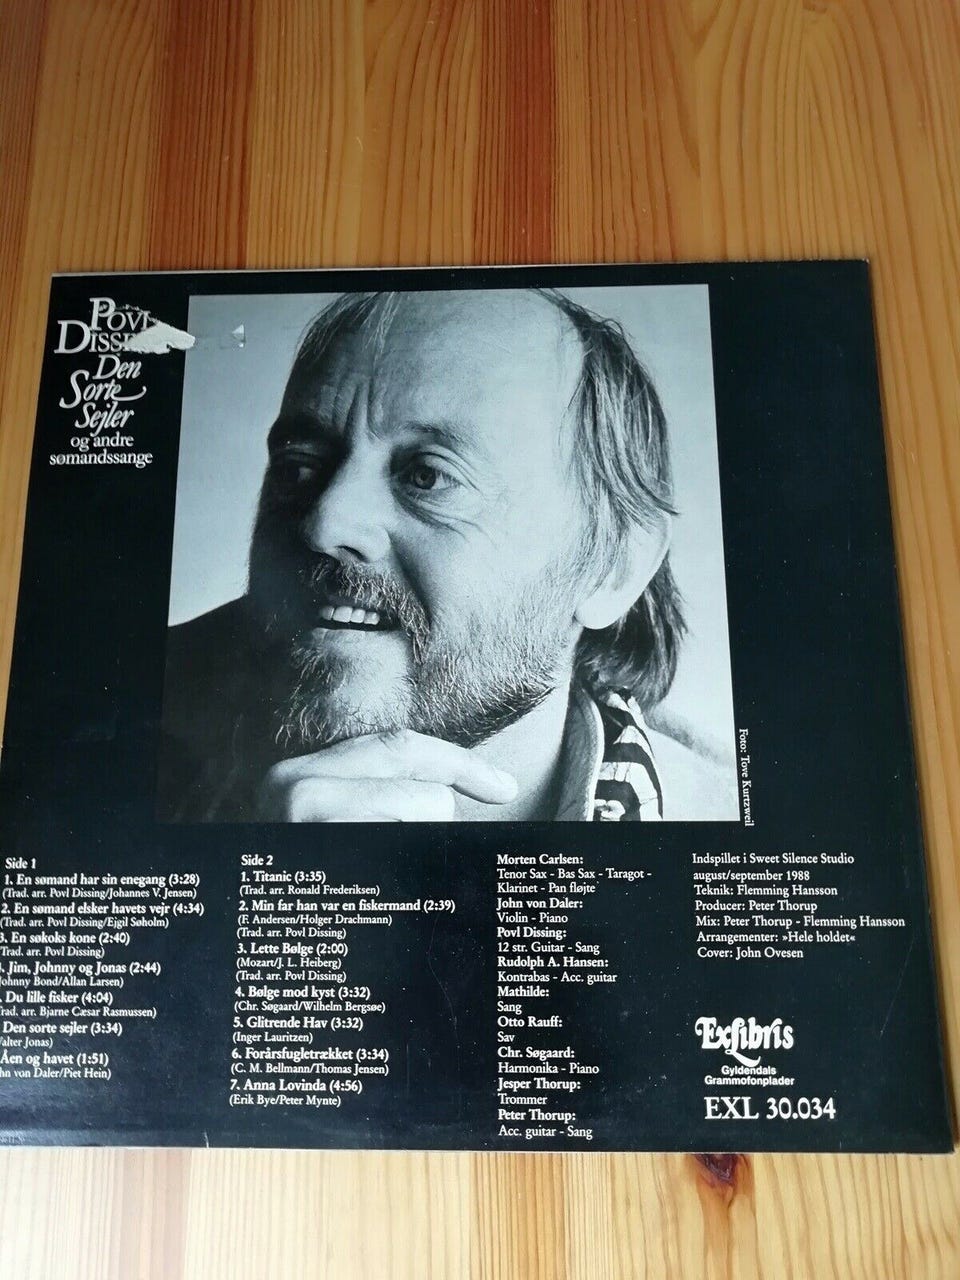 POVL
DISSI
Den
Sorte
Sejler
og andre
sømandssange
Foto: Tove Kurtzweil
Side 1
1. En sømand har sin enegang (3:28)
(Trad. arr. Povl Dissing/Johannes V. Jensen)
2. En sømand elsker havets vejr (4:34)
(Trad. arr. Povl Dissing/Ejgil Søholm)
3. En søkoks kone (2:40)
Trad. arr. Povl Dissing)
. Jim, Johnny og Jonas (2:44)
ohnny Bond/Allan Larsen)
. Du lille fisker (4:04)
rad. arr. Bjarne Cæsar Rasmussen)
Den sorte sejler (3:34)
alter Jonas)
Åen og havet (1:51)
hn von Daler/Piet Hein)
Side 2
1. Titanic (3:35)
(Trad. arr. Ronald Frederiksen)
2. Min far han var en fiskermand (2:39)
(F. Andersen/Holger Drachmann)
(Trad. arr. Povl Dissing)
3. Lette Bølge (2:00)
(Mozart/J. L. Heiberg)
(Trad. arr. Povl Dissing)
4. Bølge mod kyst (3:32)
(Chr. Søgaard/Wilhelm Bergsøe)
5. Glitrende Hav (3:32)
(Inger Lauritzen)
6. Forårsfugletrækket (3:34)
(C. M. Bellmann/Thomas Jensen)
7. Anna Lovinda (4:56)
(Erik Bye/Peter Mynte)
Morten Carlsen:
Tenor Sax - Bas Sax - Taragot -
Klarinet - Pan fløjte
John von Daler:
Violin - Piano
Povl Dissing:
12 str. Guitar - Sang
Rudolph A. Hansen:
Kontrabas - Acc. guitar
Mathilde:
Sang
Otto Rauff:
Sav
Chr. Søgaard:
Harmonika - Piano
Jesper Thorup:
Trommer
Peter Thorup:
Acc. guitar - Sang
Indspillet i Sweet Silence Studio
august/september 1988
Teknik: Flemming Hansson
Producer: Peter Thorup
Mix: Peter Thorup - Flemming Hansson
Arrangementer: »Hele holdet«
Cover: John Ovesen
ExLibris
Gyldendals
Grammofonplader
EXL 30.034